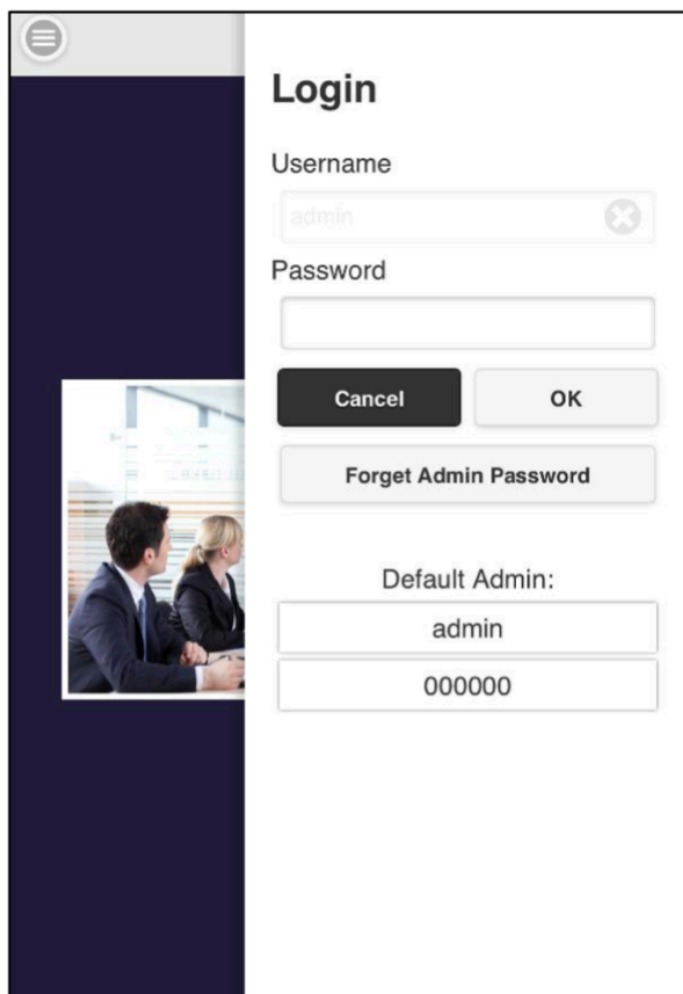 Login
Username
admin
Password
Cancel
OK
Forget Admin Password
Default Admin:
admin
000000